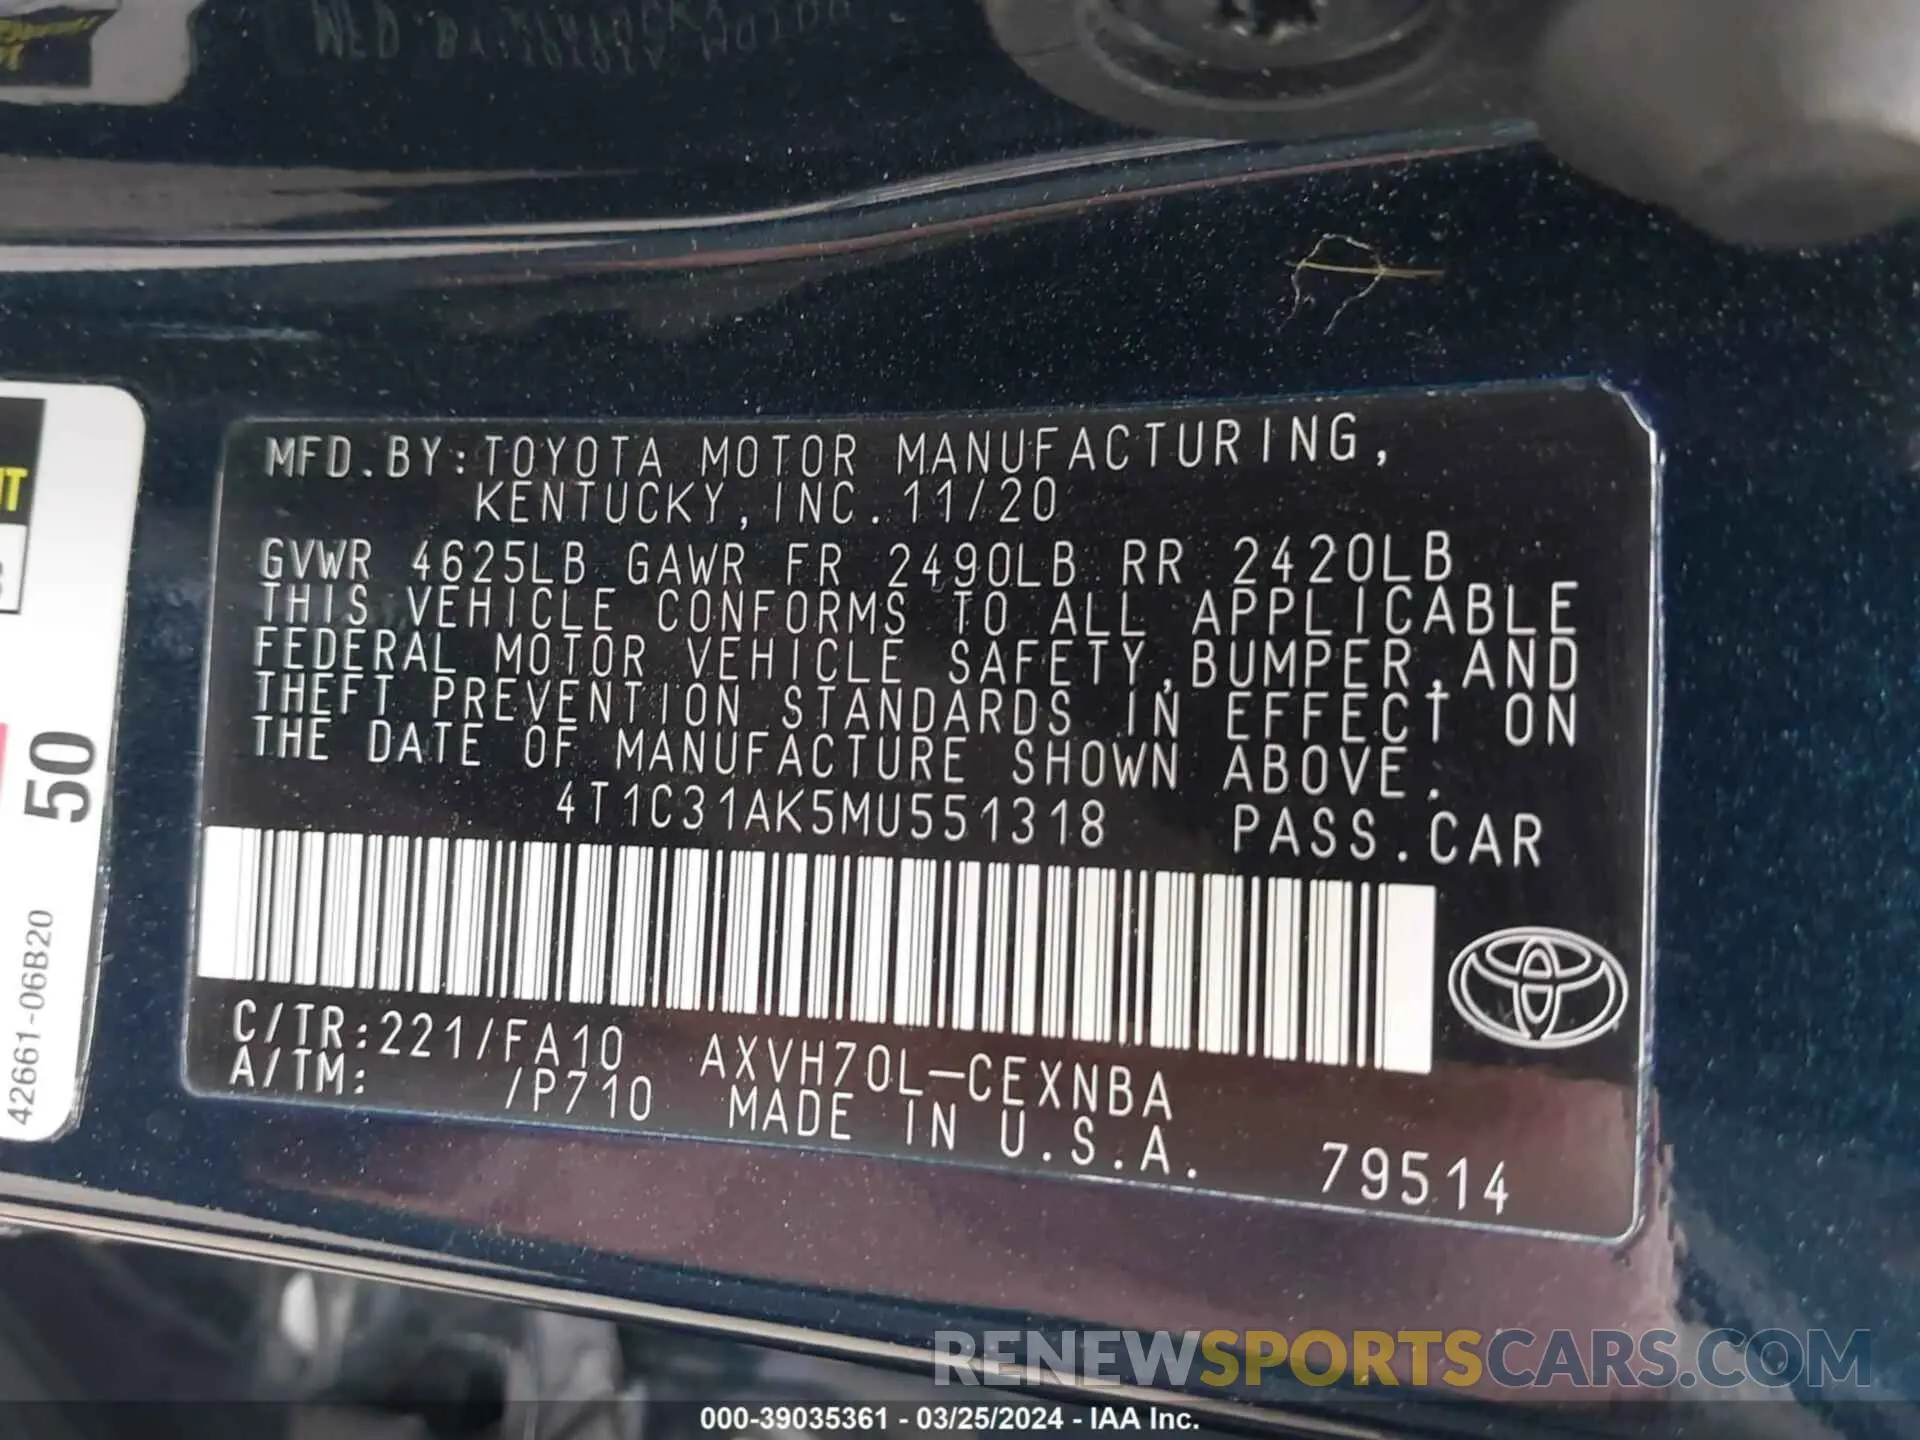 MFD.BY:TOYOTA MOTOR MANUFACTURING,
KENTUCKY,INC. 11/20
GVWR 4625LB GAWR FR 2490LB RR 2420LB
THIS VEHICLE CONFORMS TO ALL APPLICABLE
FEDERAL MOTOR VEHICLE SAFETY,BUMPER,AND
THEFT PREVENTION STANDARDS IN EFFECT ON
THE DATE OF MANUFACTURE SHOWN ABOVE.
4T1C31AK5MU551318 PASS.CAR
C/TR:221/FA10 AXVH70L-CEXNBA
A/TM: /P710 MADE IN U.S.A.
79514
50
42661-06B20
RENEWSPORTSCARS.COM
000-39035361 - 03/25/2024 - IAA Inc.